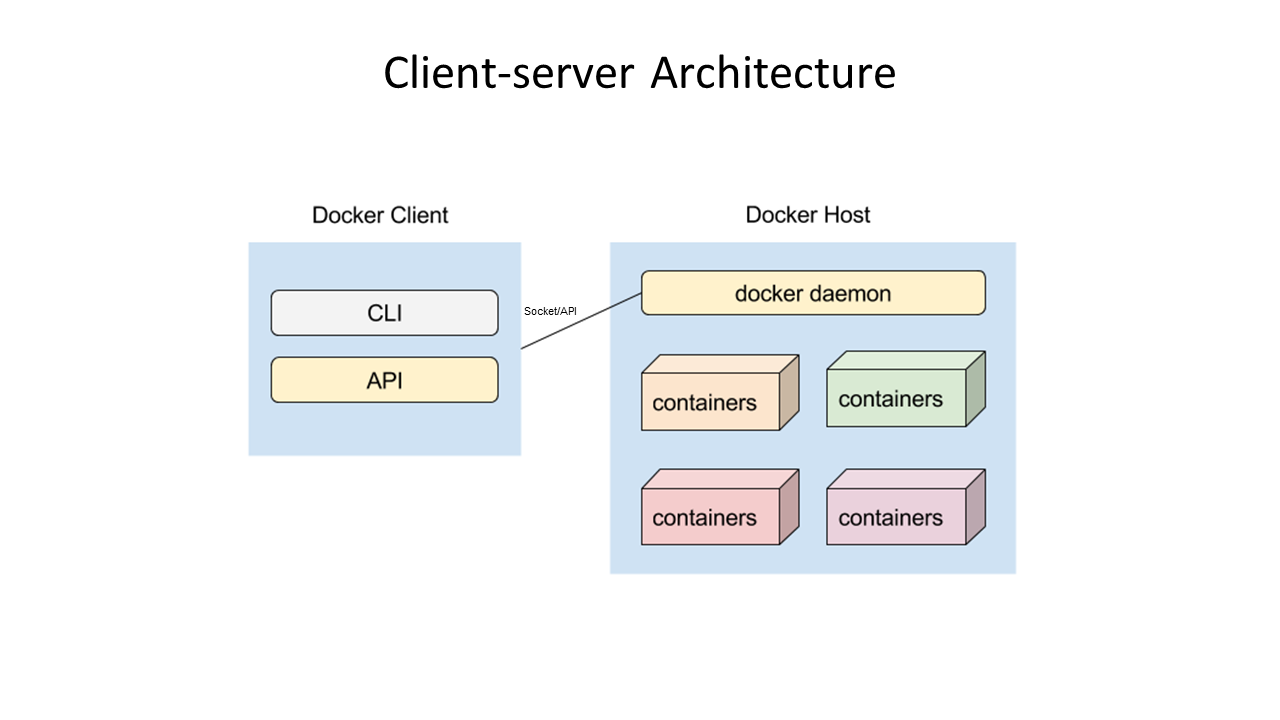 Client-server Architecture
Docker Client
Docker Host
CLI
API
Socket/API
docker daemon
containers
containers
containers
containers